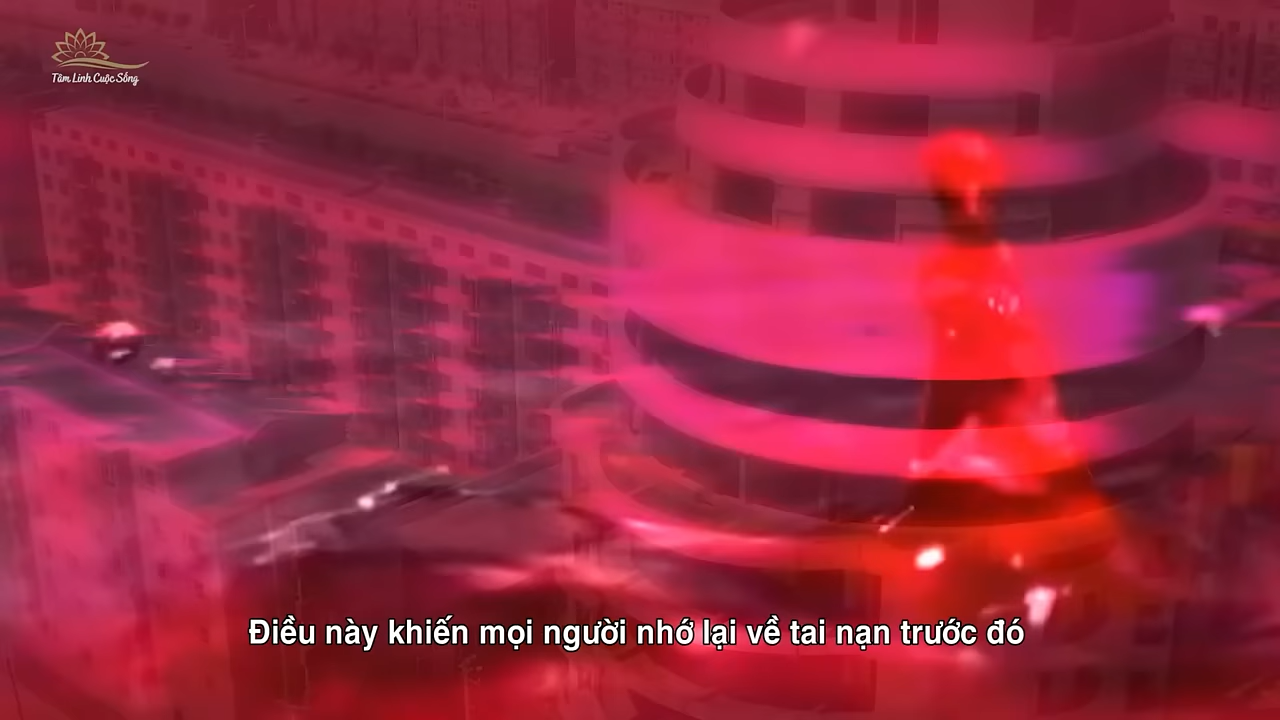 Tâm Linh Cuộc Sống
Điều này khiến mọi người nhớ lại về tai nạn trước đó